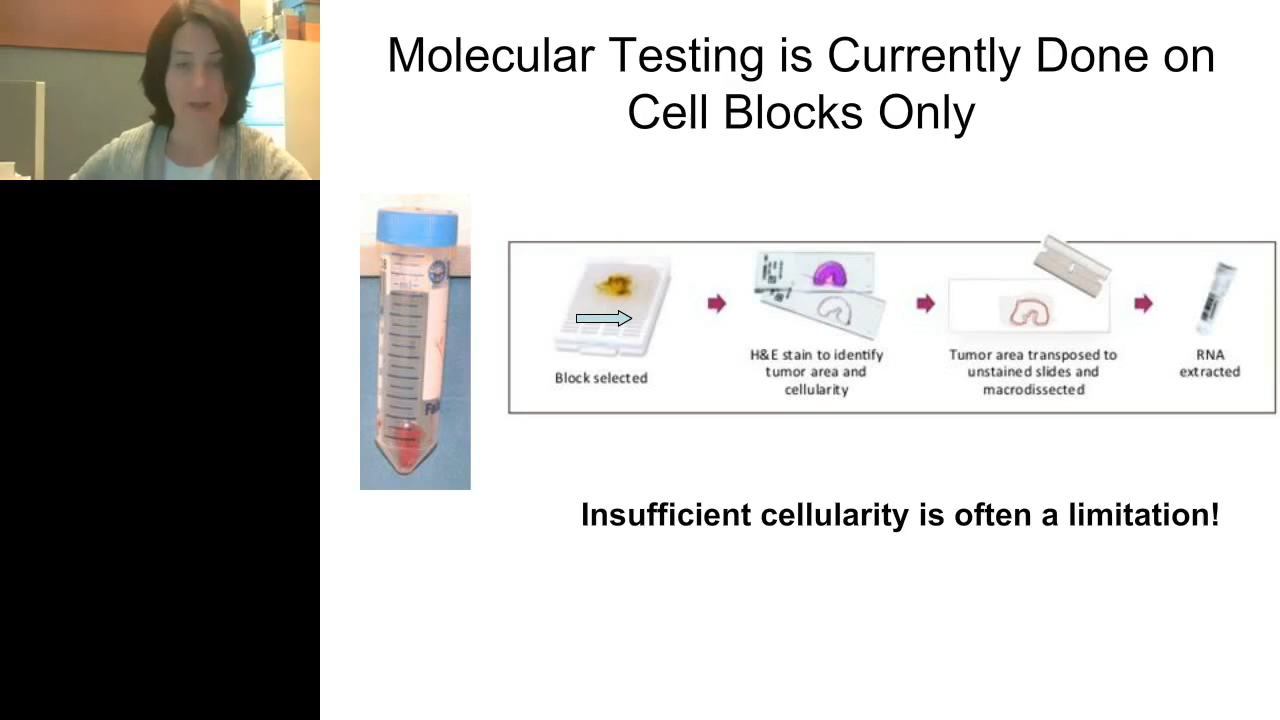 Molecular Testing is Currently Done on
Cell Blocks Only
Block selected
H&E stain to identify
tumor area and
cellularity
Tumor area transposed to
unstained slides and
macrodissected
RNA
extracted
Insufficient cellularity is often a limitation!